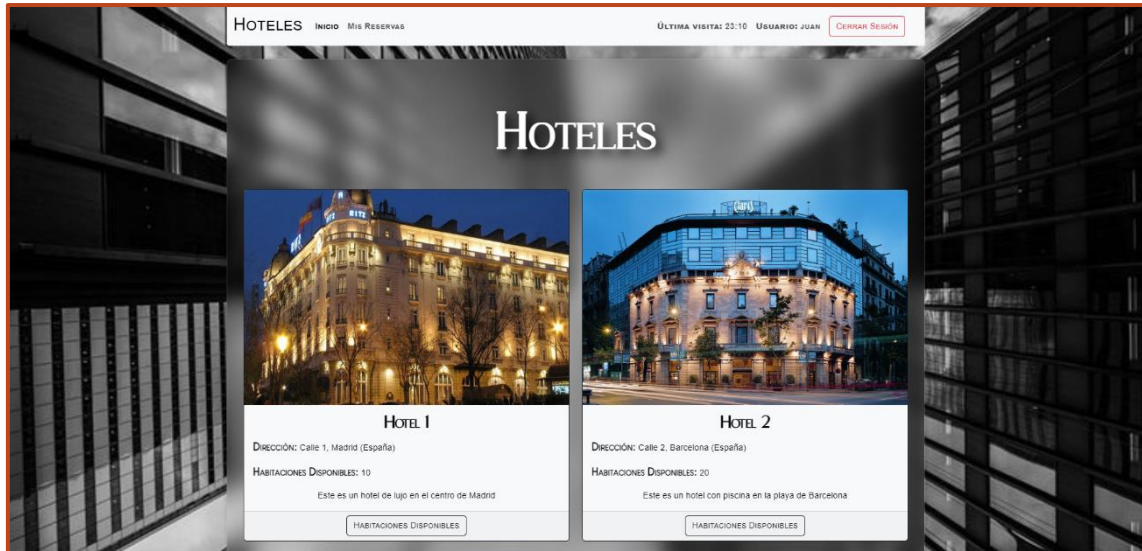 HOTELES INICIO MIS RESERVAS ÚLTIMA VISITA: 23:10 USUARIO: JUAN CERRAR SESIÓN
HOTELES
RITZ
Claris
HOTEL 1
DIRECCIÓN: Calle 1, Madrid (España)
HABITACIONES DISPONIBLES: 10
Este es un hotel de lujo en el centro de Madrid
HABITACIONES DISPONIBLES
HOTEL 2
DIRECCIÓN: Calle 2, Barcelona (España)
HABITACIONES DISPONIBLES: 20
Este es un hotel con piscina en la playa de Barcelona
HABITACIONES DISPONIBLES